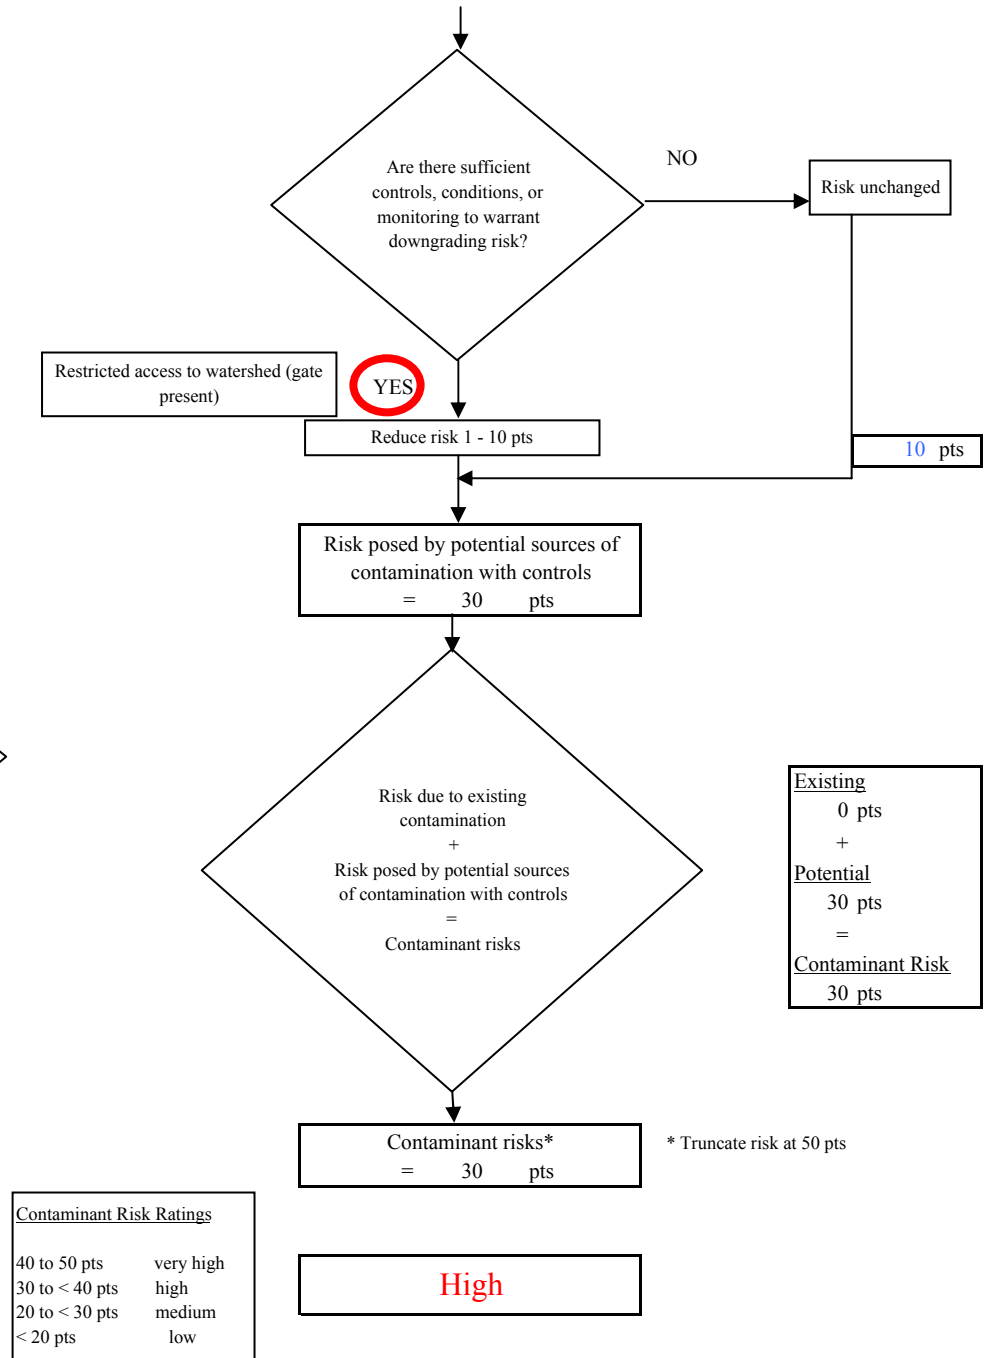 Are there sufficient
controls, conditions, or
monitoring to warrant
downgrading risk?
NO
Risk unchanged
Restricted access to watershed (gate
present)
YES
Reduce risk 1 - 10 pts
10 pts
Risk posed by potential sources of
contamination with controls
= 30 pts
Risk due to existing
contamination
+
Risk posed by potential sources
of contamination with controls
=
Contaminant risks
Existing
0 pts
+
Potential
30 pts
=
Contaminant Risk
30 pts
Contaminant risks*
= 30 pts
* Truncate risk at 50 pts
Contaminant Risk Ratings
40 to 50 pts very high
30 to < 40 pts high
20 to < 30 pts medium
< 20 pts low
High